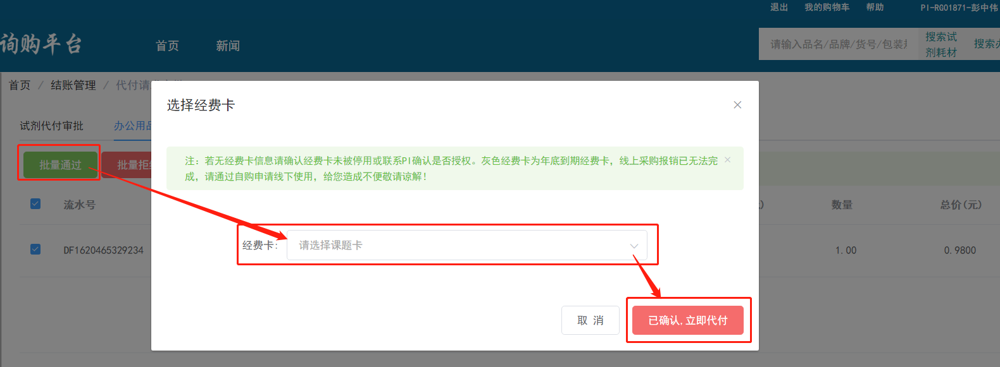 退出 我的购物车 帮助 PI-RG01871-彭中伟
询购平台 首页 新闻
请输入品名/品牌/货号/包装规 搜索试剂耗材 搜索办
首页 / 结账管理 / 代付请
选择经费卡
试剂代付审批 办公用品
批量通过 批量拒绝
注: 若无经费卡信息请确认经费卡未被停用或联系PI确认是否授权。灰色经费卡为年底到期经费卡, 线上采购报销已无法完
成, 请通过自购申请线下使用, 给您造成不便敬请谅解!
流水号 数量 总价(元)
经费卡: 请选择课题卡
DF1620465329234 1.00 0.9800
取 消 已确认,立即代付